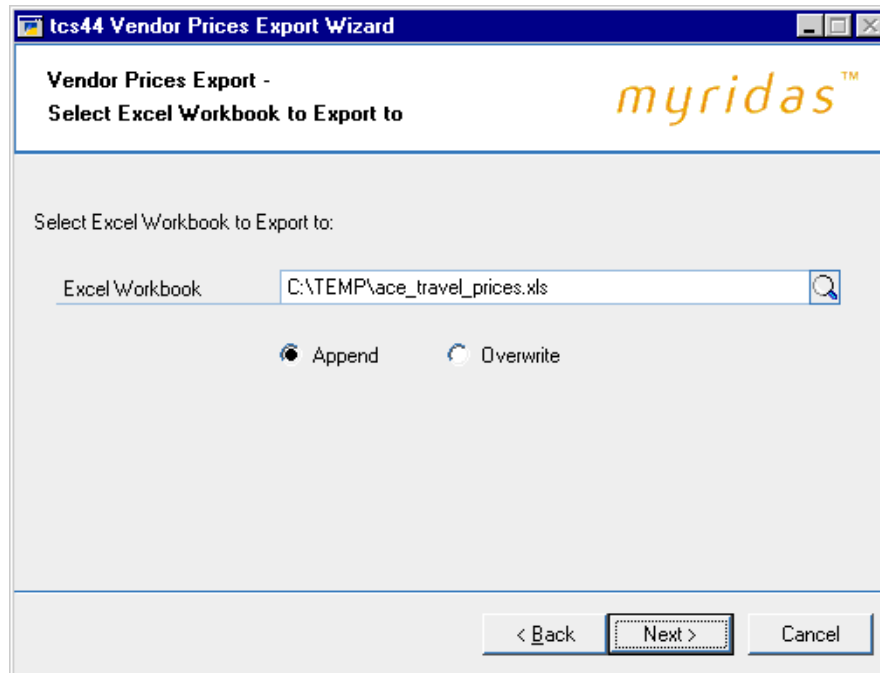 tcs44 Vendor Prices Export Wizard
Vendor Prices Export -
Select Excel Workbook to Export to
myridas™
Select Excel Workbook to Export to:
Excel Workbook C:\TEMP\ace_travel_prices.xls
Append Overwrite
< Back Next > Cancel